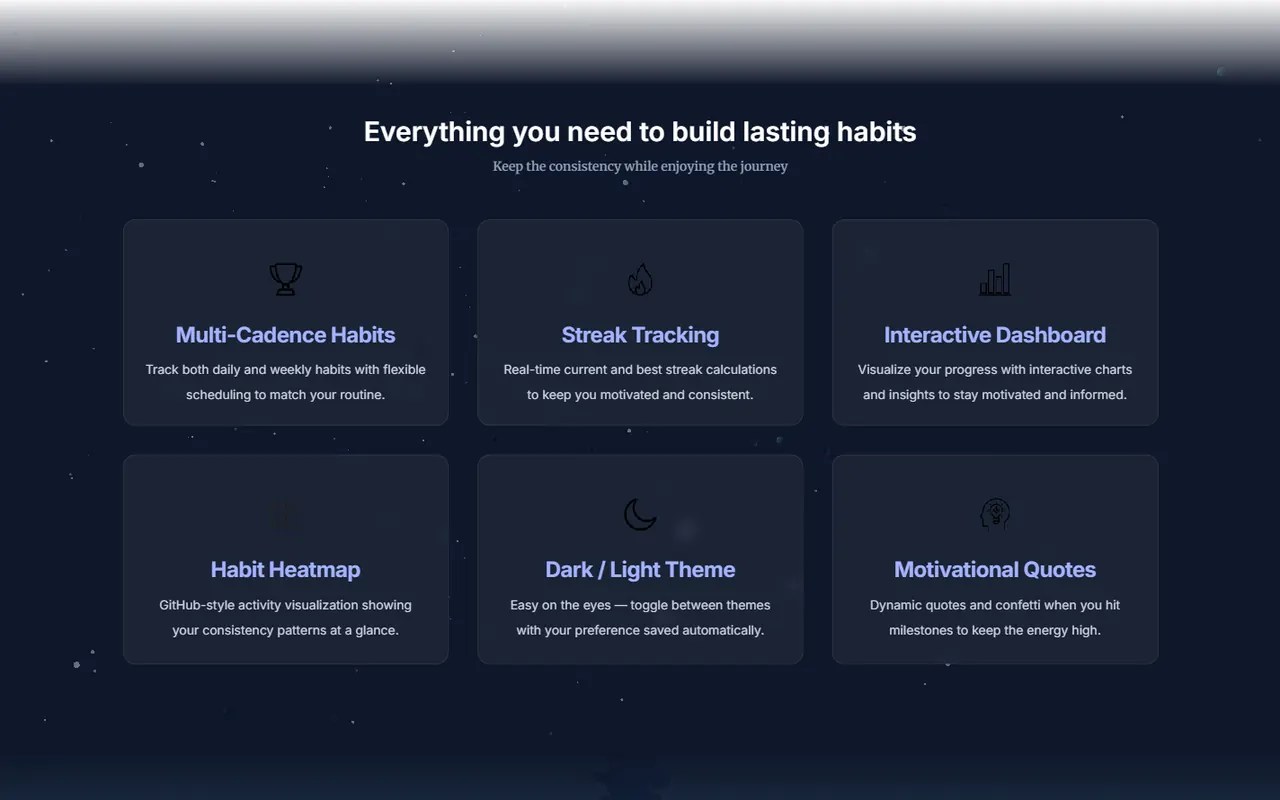 Everything you need to build lasting habits
Keep the consistency while enjoying the journey
Multi-Cadence Habits
Track both daily and weekly habits with flexible
scheduling to match your routine.
Streak Tracking
Real-time current and best streak calculations
to keep you motivated and consistent.
Interactive Dashboard
Visualize your progress with interactive charts
and insights to stay motivated and informed.
Habit Heatmap
GitHub-style activity visualization showing
your consistency patterns at a glance.
Dark / Light Theme
Easy on the eyes — toggle between themes
with your preference saved automatically.
Motivational Quotes
Dynamic quotes and confetti when you hit
milestones to keep the energy high.